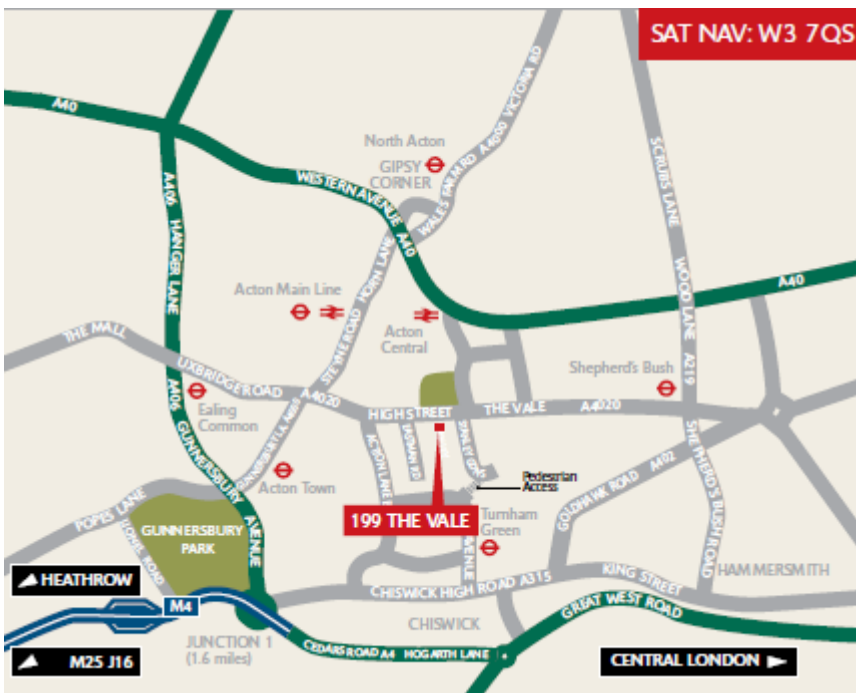 SAT NAV: W3 7QS
A40
North Acton
GIPSY
CORNER
WALES FARM RD A4000 VICTORIA RD
SCRUBS LANE
WESTERN AVENUE A40
A406 HANGER LANE
HORN LANE
STEYNE ROAD
Acton Main Line
Acton
Central
WOOD LANE A219
A40
THE MALL
UXBRIDGE ROAD
A4020
Shepherd's Bush
A406
Ealing
Common
HIGH STREET
THE VALE
A4020
GUNNERSBURY AVENUE
ACTON LANE
EASTMAN RD
STANLEY GDNS
SHEPHERD'S BUSH ROAD
A402
GOLDHAWK ROAD
Acton Town
Pedestrian
Access
POPES LANE
199 THE VALE
Turnham
Green
GUNNERSBURY
PARK
AVENUE
HEATHROW
CHISWICK HIGH ROAD A315
KING STREET
HAMMERSMITH
M4
CHISWICK
GREAT WEST ROAD
JUNCTION 1
(1.6 miles)
CEDARS ROAD A4 HOGARTH LANE
M25 J16
CENTRAL LONDON